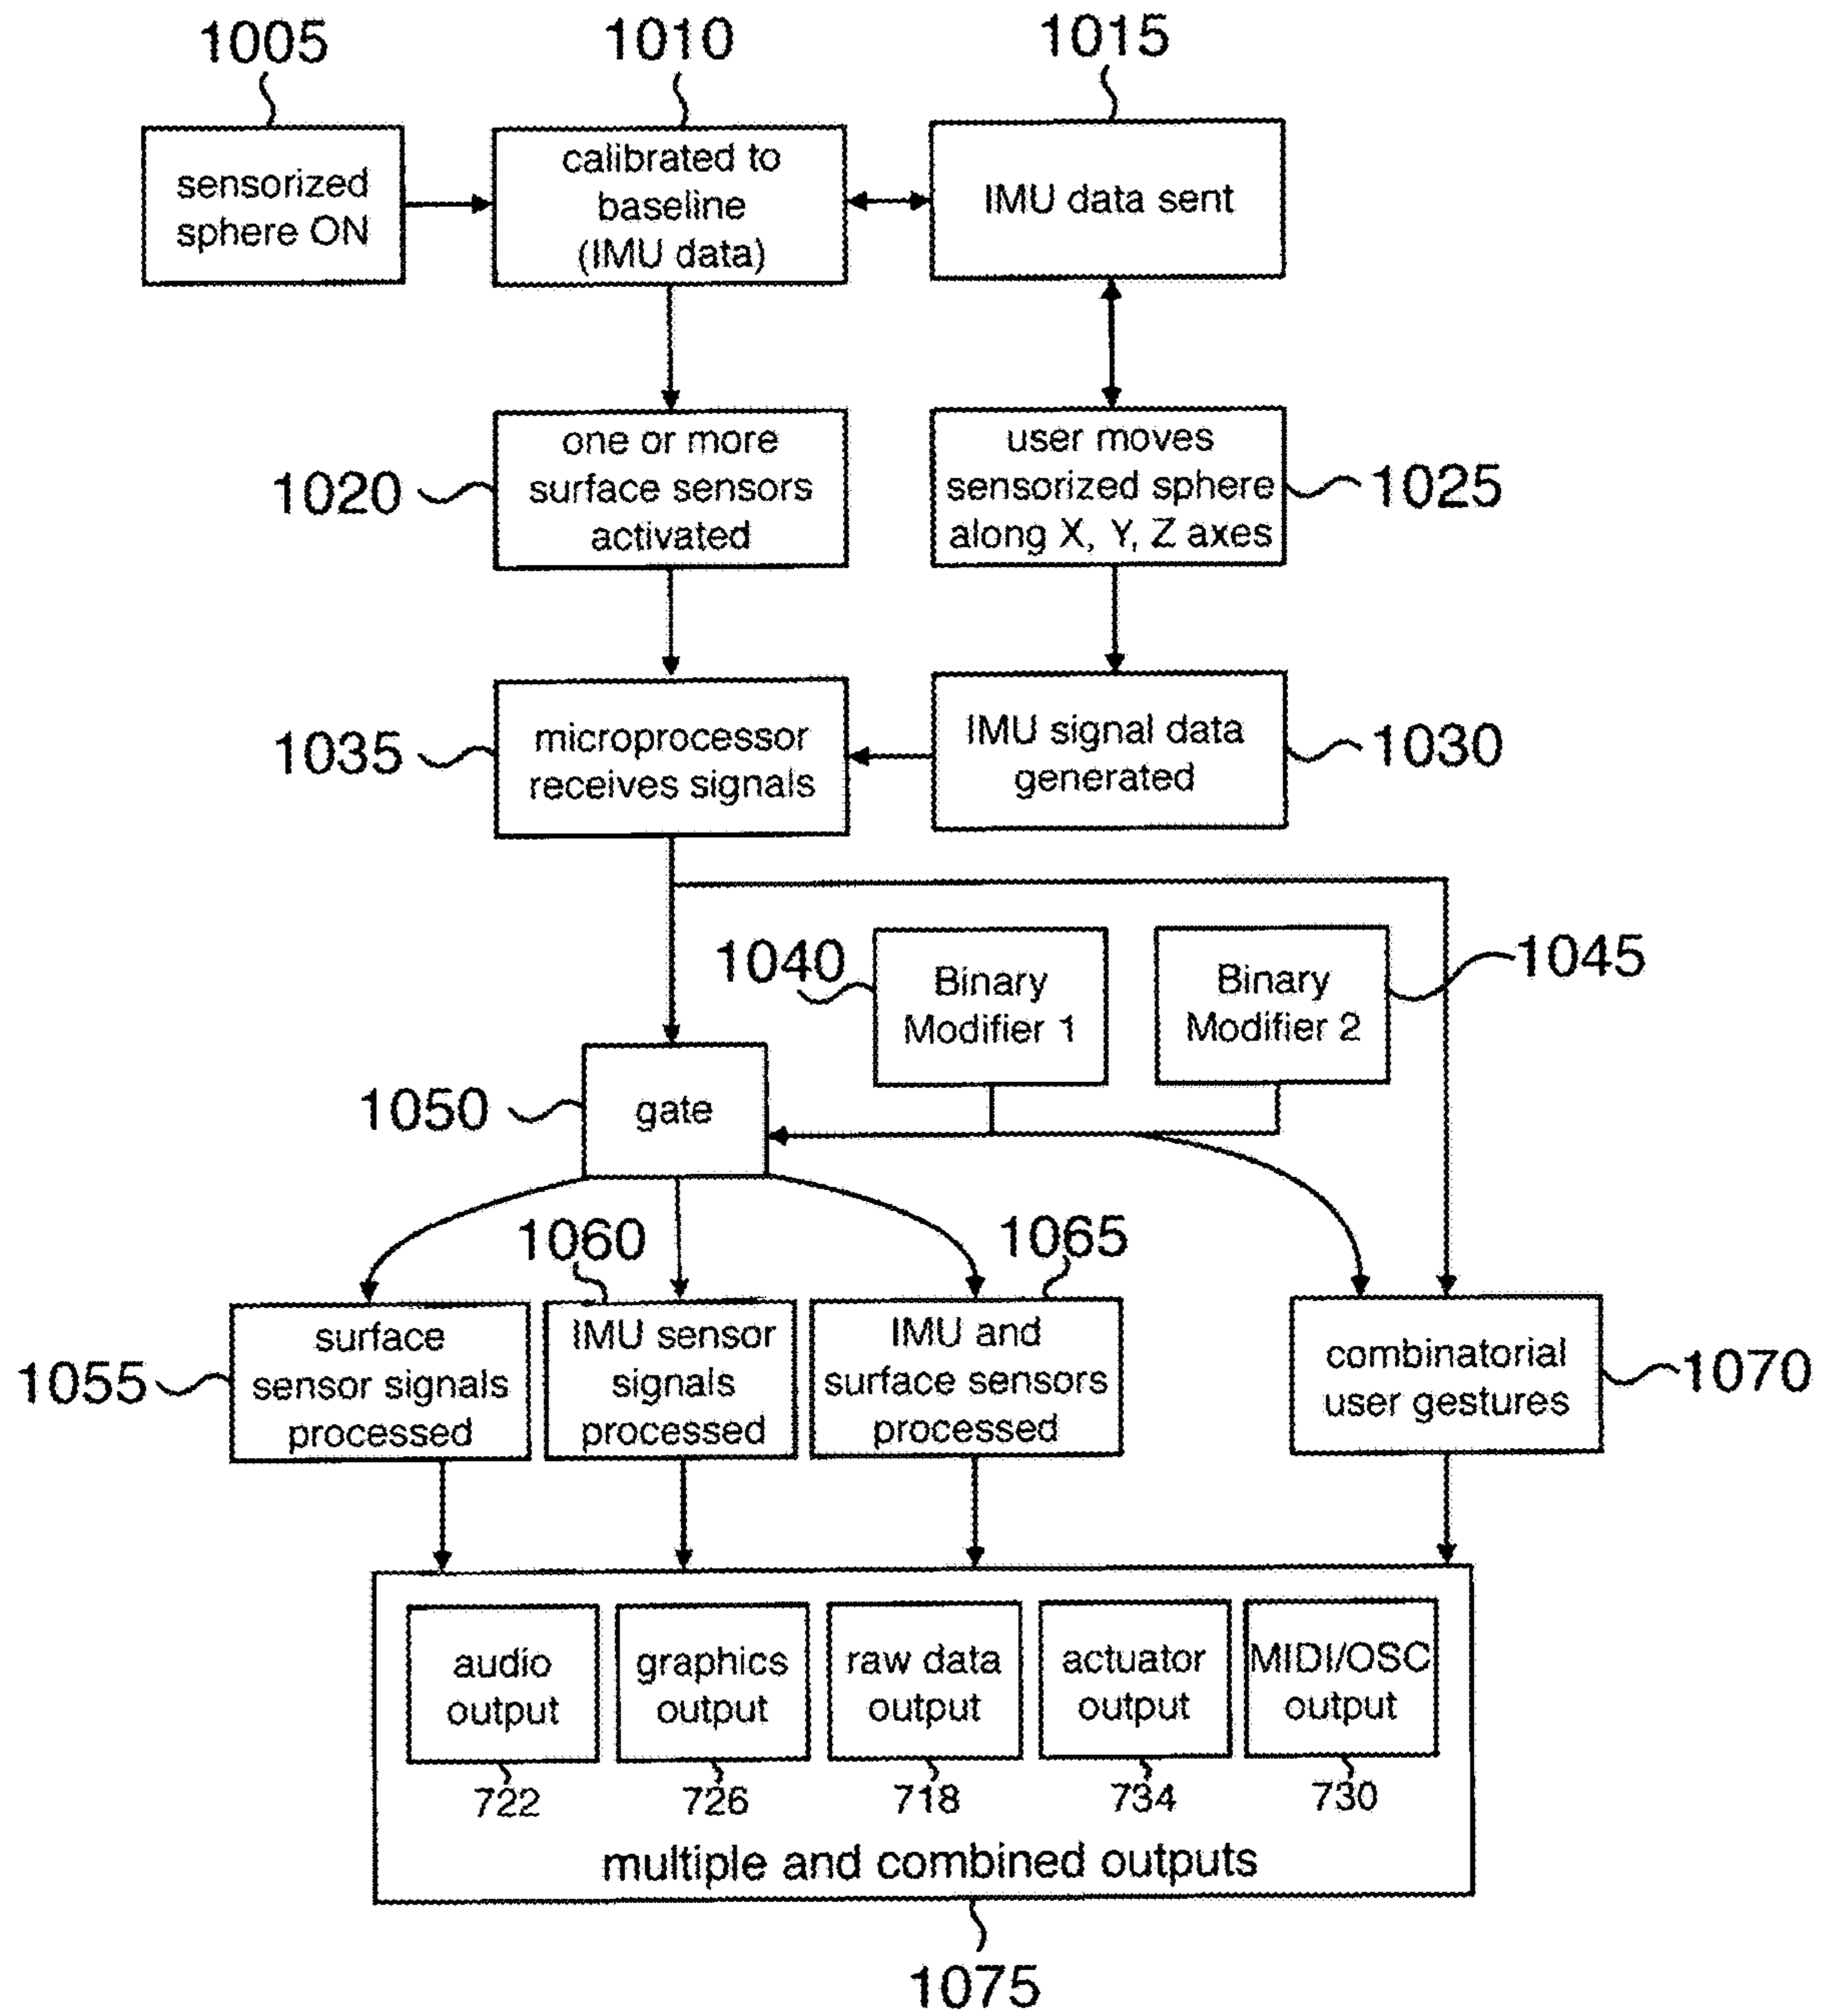 1005
1010
1015
sensorized
sphere ON
calibrated to
baseline
(IMU data)
IMU data sent
1020
one or more
surface sensors
activated
user moves
sensorized sphere
along X, Y, Z axes
1025
1035
microprocessor
receives signals
IMU signal data
generated
1030
1040
Binary
Modifier 1
Binary
Modifier 2
1045
1050
gate
1060
1065
1055
surface
sensor signals
processed
IMU sensor
signals
processed
IMU and
surface sensors
processed
combinatorial
user gestures
1070
audio
output
graphics
output
raw data
output
actuator
output
MIDI/OSC
output
722
726
718
734
730
multiple and combined outputs
1075